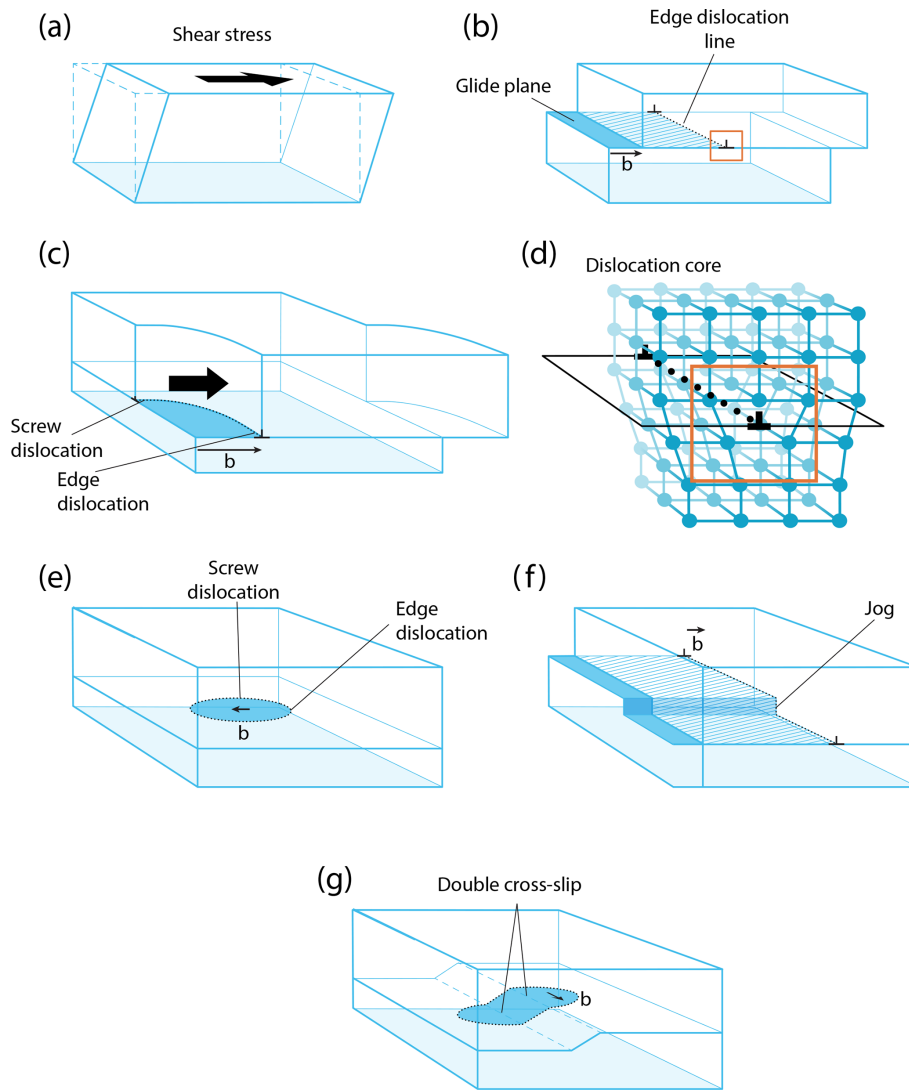 (a)
Shear stress
(b)
Edge dislocation
line
Glide plane
b
(c)
Screw
dislocation
Edge
dislocation
b
(d)
Dislocation core
(e)
Screw
dislocation
Edge
dislocation
b
(f)
b
Jog
(g)
Double cross-slip
b